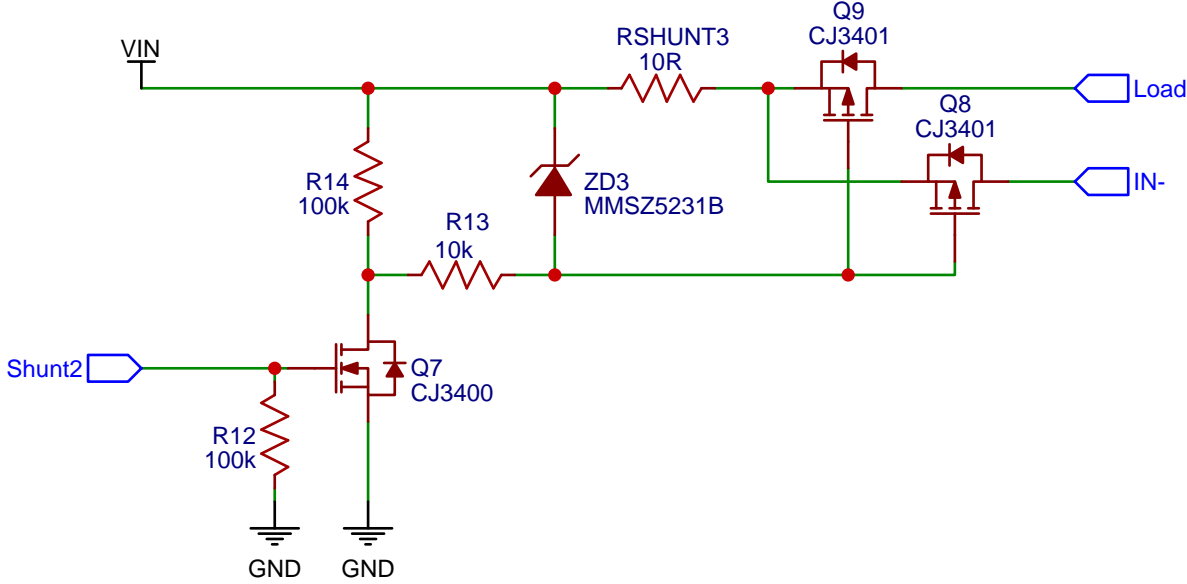 Q9
CJ3401
VIN
RSHUNT3
10R
Load
Q8
CJ3401
R14
100k
ZD3
MMSZ5231B
IN-
R13
10k
Shunt2
Q7
CJ3400
R12
100k
GND
GND